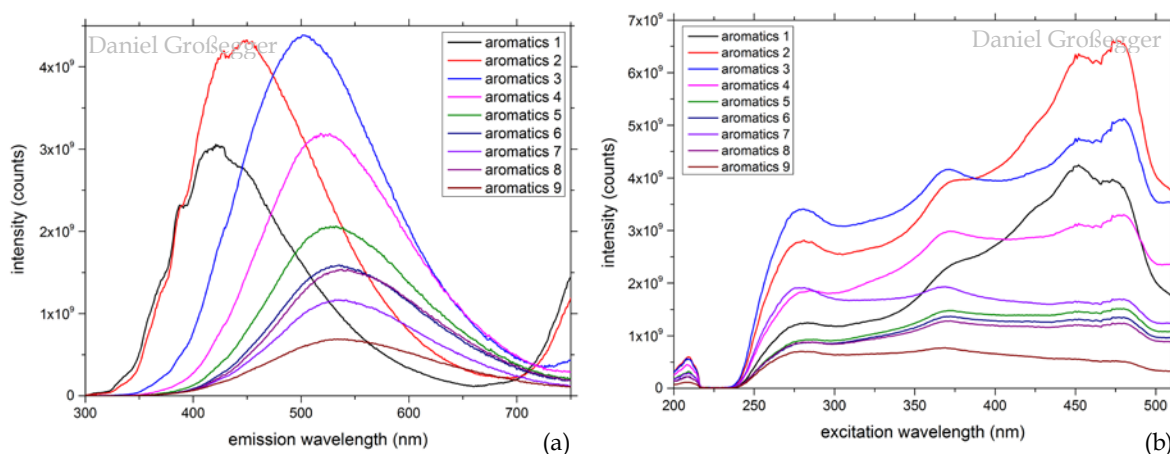 Daniel Großegger
intensity (counts)
4x10⁹
3x10⁹
2x10⁹
1x10⁹
0
300 400 500 600 700
emission wavelength (nm)
aromatics 1
aromatics 2
aromatics 3
aromatics 4
aromatics 5
aromatics 6
aromatics 7
aromatics 8
aromatics 9
(a)
Daniel Großegger
intensity (counts)
7x10⁹
6x10⁹
5x10⁹
4x10⁹
3x10⁹
2x10⁹
1x10⁹
0
200 250 300 350 400 450 500
excitation wavelength (nm)
aromatics 1
aromatics 2
aromatics 3
aromatics 4
aromatics 5
aromatics 6
aromatics 7
aromatics 8
aromatics 9
(b)